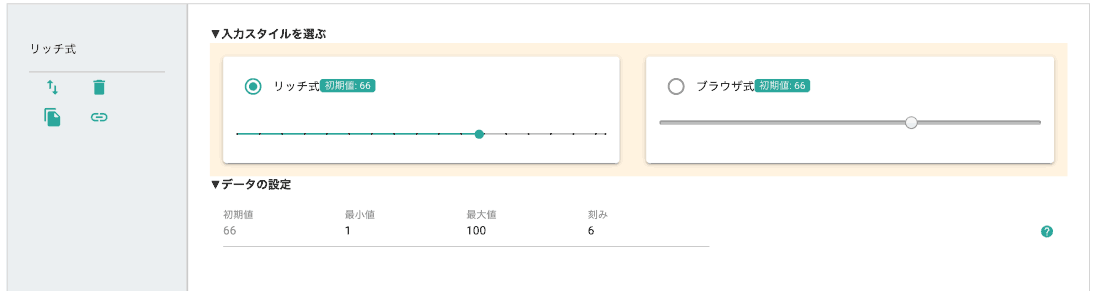 リッチ式
▼入力スタイルを選ぶ
リッチ式 初期値: 66
ブラウザ式 初期値: 66
▼データの設定
初期値 最小値 最大値 刻み
66 1 100 6
?